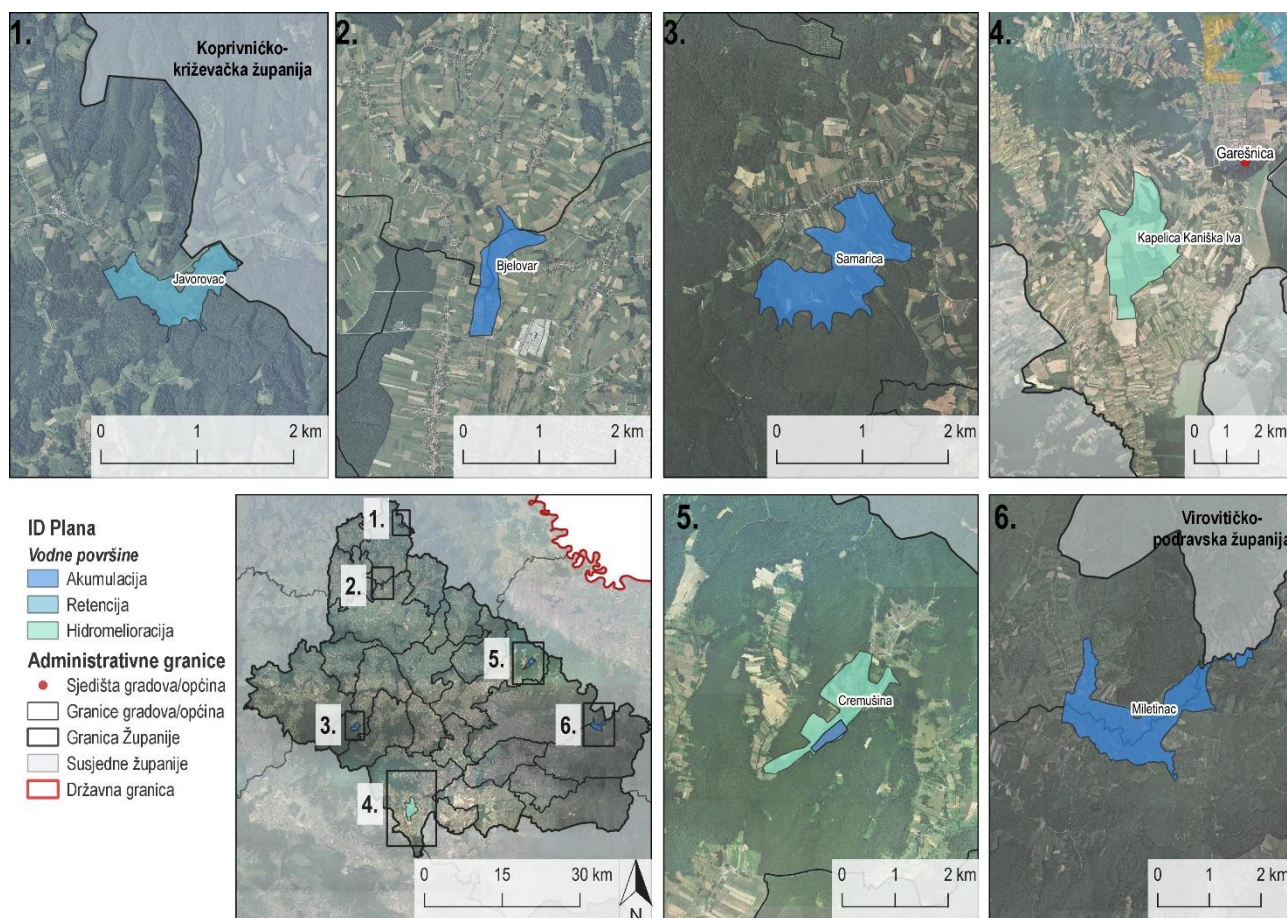 1.
Koprivničko-
križevačka županija
Javorovac
0 1 2 km
2.
Bjelovar
0 1 2 km
3.
Samarica
0 1 2 km
4.
Garešnica
Kapelica Kaniška Iva
0 1 2 km
ID Plana
Vodne površine
Akumulacija
Retencija
Hidromelioracija
Administrativne granice
Sjedišta gradova/općina
Granice gradova/općina
Granica Županije
Susjedne županije
Državna granica
1.
2.
3.
4.
5.
6.
0 15 30 km
N
5.
Cremušina
0 1 2 km
6.
Virovitičko-
podravska županija
Miletinac
0 1 2 km